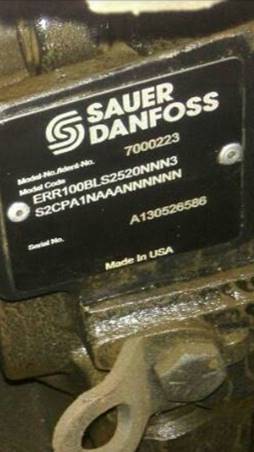 SAUER
DANFOSS
Model-No./Ident-No.
7000223
Model Code
ERR100BLS2520NNN3
S2CPA1NAAANNNNNN
A130526586
Serial No.
Made in USA